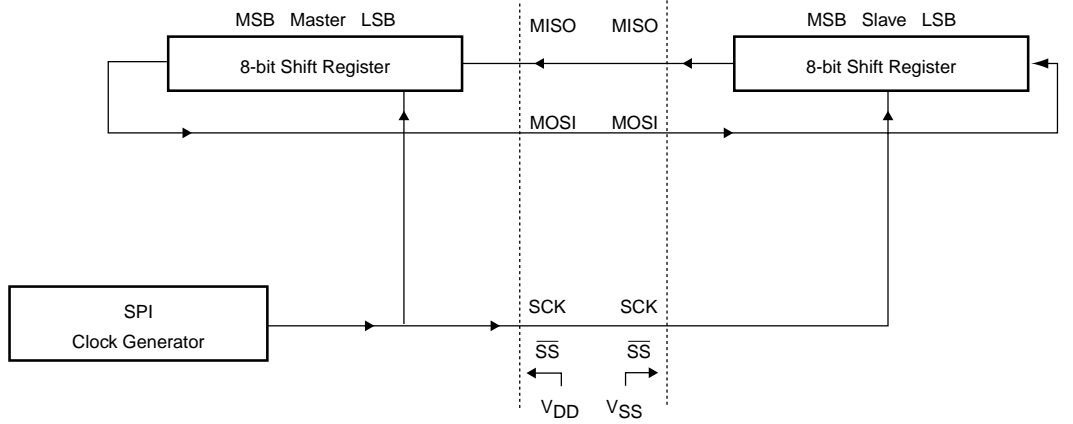 MSB Master LSB
MISO MISO
MSB Slave LSB
8-bit Shift Register
8-bit Shift Register
MOSI MOSI
SPI
Clock Generator
SCK SCK
SS SS
VDD VSS